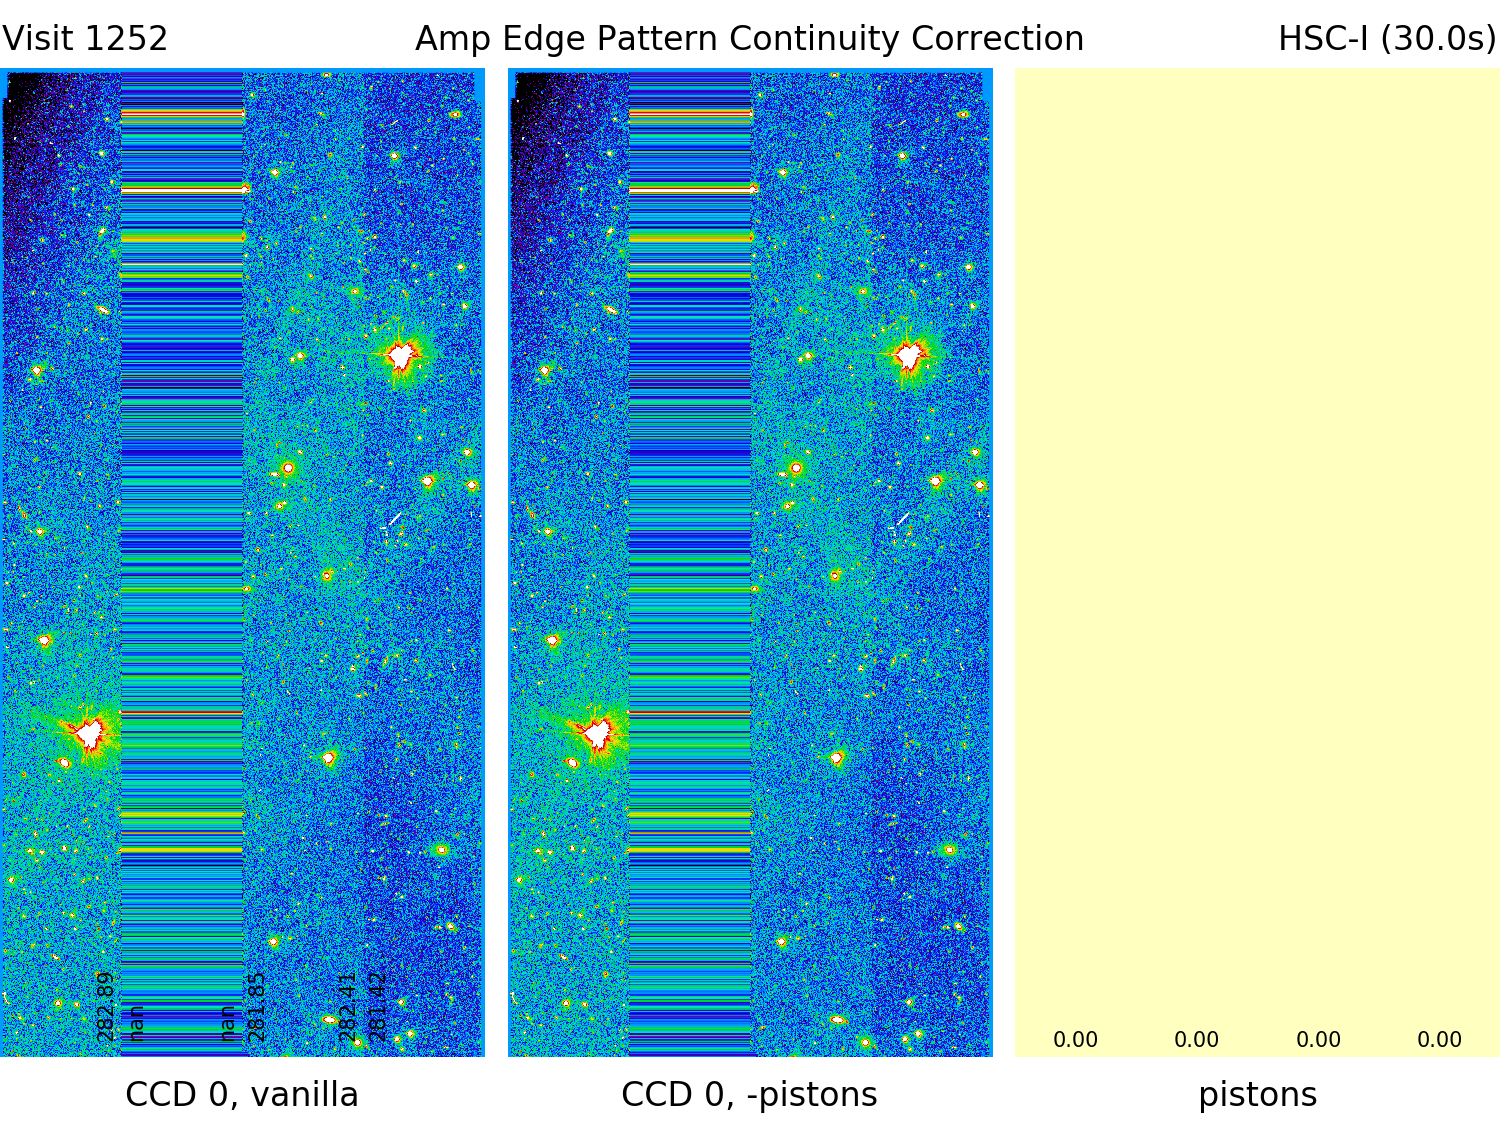 Visit 1252 Amp Edge Pattern Continuity Correction HSC-I (30.0s)
282.89
nan
nan
281.85
282.41
281.42
0.00 0.00 0.00 0.00
CCD 0, vanilla CCD 0, -pistons pistons